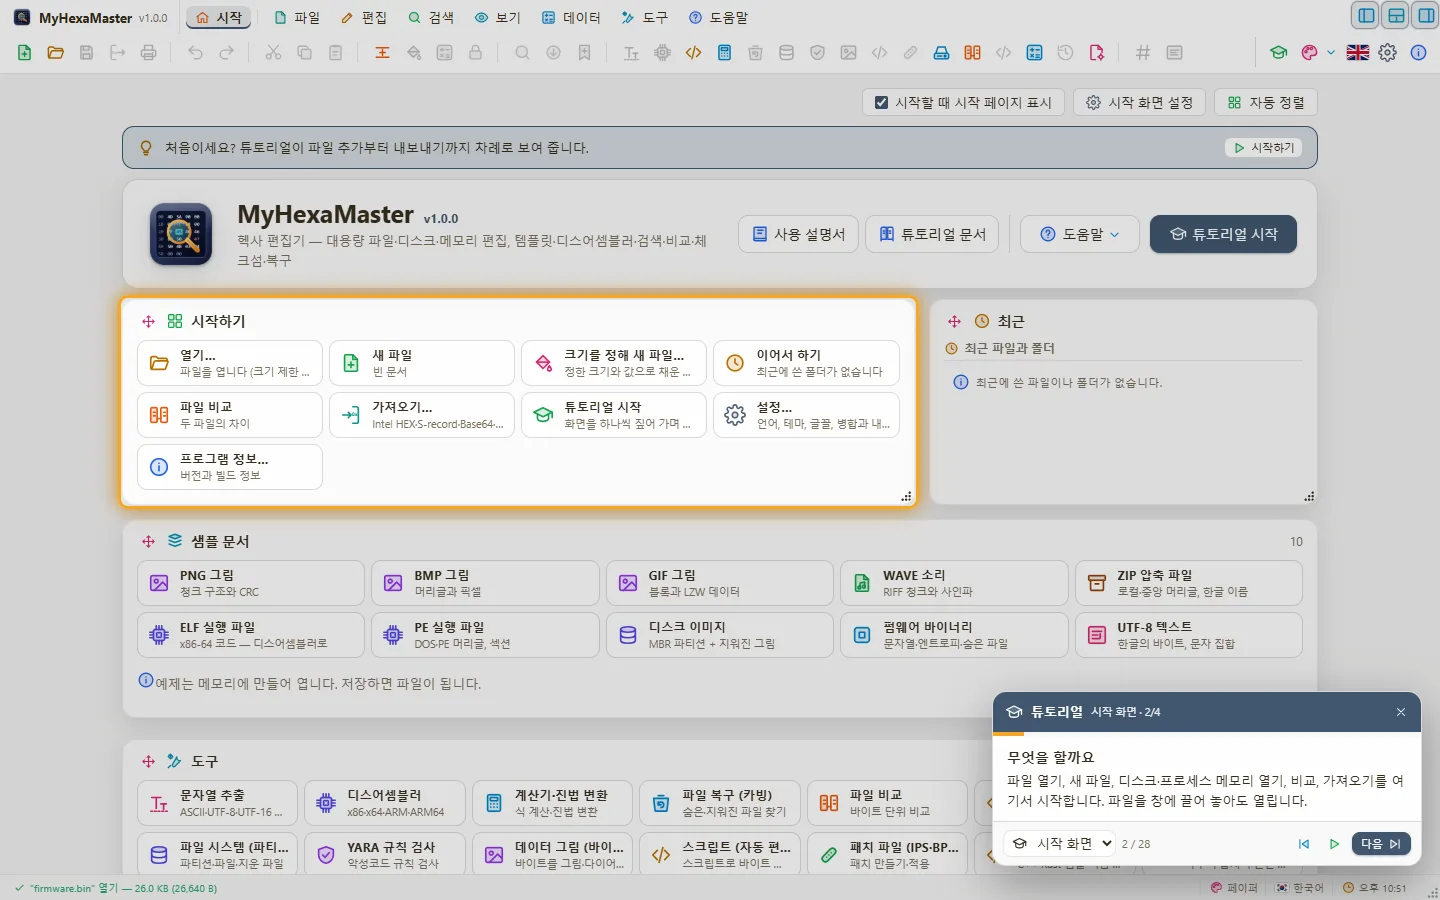 MyHexaMaster v1.0.0 시작 파일 편집 검색 보기 데이터 도구 도움말
시작할 때 시작 페이지 표시 시작 화면 설정 자동 정렬
처음이세요? 튜토리얼이 파일 추가부터 내보내기까지 차례로 보여 줍니다. 시작하기
MyHexaMaster v1.0.0
헥사 편집기 — 대용량 파일·디스크·메모리 편집, 템플릿·디어셈블러·검색·비교·체
크섬·복구
사용 설명서 튜토리얼 문서 도움말 튜토리얼 시작
시작하기
열기...
파일을 엽니다 (크기 제한 ...
새 파일
빈 문서
크기를 정해 새 파일...
정한 크기와 값으로 채운 ...
이어서 하기
최근에 쓴 폴더가 없습니다
파일 비교
두 파일의 차이
가져오기...
Intel HEX·S-record·Base64·...
튜토리얼 시작
화면을 하나씩 짚어 가며 ...
설정...
언어, 테마, 글꼴, 병합과 내...
프로그램 정보...
버전과 빌드 정보
최근
최근 파일과 폴더
최근에 쓴 파일이나 폴더가 없습니다.
샘플 문서 10
PNG 그림
청크 구조와 CRC
BMP 그림
머리글과 픽셀
GIF 그림
블록과 LZW 데이터
WAVE 소리
RIFF 청크와 사인파
ZIP 압축 파일
로컬·중앙 머리글, 한글 이름
ELF 실행 파일
x86-64 코드 — 디스어셈블러로
PE 실행 파일
DOS·PE 머리글, 섹션
디스크 이미지
MBR 파티션 + 지워진 그림
펌웨어 바이너리
문자열·엔트로피·숨은 파일
UTF-8 텍스트
한글의 바이트, 문자 집합
예제는 메모리에 만들어 엽니다. 저장하면 파일이 됩니다.
도구
문자열 추출
ASCII·UTF-8·UTF-16 ...
디스어셈블러
x86·x64·ARM·ARM64
계산기·진법 변환
식 계산·진법 변환
파일 복구 (카빙)
숨은·지워진 파일 찾기
파일 비교
바이트 단위 비교
파일 시스템 (파티...
파티션·파일·지운 파일
YARA 규칙 검사
악성코드 규칙 검사
데이터 그림 (바이...
바이트를 그림·다이어...
스크립트 (자동 편...
스크립트로 바이트 ...
패치 파일 (IPS·BP...
패치 만들기·적용
튜토리얼 시작 화면 · 2/4
무엇을 할까요
파일 열기, 새 파일, 디스크·프로세스 메모리 열기, 비교, 가져오기를 여
기서 시작합니다. 파일을 창에 끌어 놓아도 열립니다.
시작 화면 2 / 28 다음
"firmware.bin" 열기 — 26.0 KB (26,640 B) 페이퍼 한국어 오후 10:51